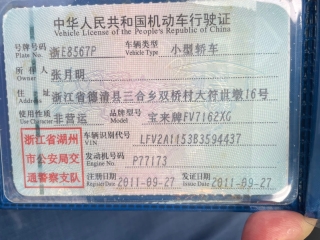 中华人民共和国机动车行驶证
Vehicle License of the People's Republic of China
号牌号码 浙E8567P 车辆类型 小型轿车
Plate No. Vehicle Type
所有人 张月明
Owner
住址 浙江省德清县三合乡双桥村大符谌墩16号
Address
使用性质 非营运 品牌型号 宝来牌FV7162XG
Use Character Model
浙江省湖州市公安局交通警察支队
车辆识别代号 LFV2A1153B3594437
VIN
发动机号码 P77173
Engine No.
注册日期 2011-09-27 发证日期 2011-09-27
Register Date Issue Date